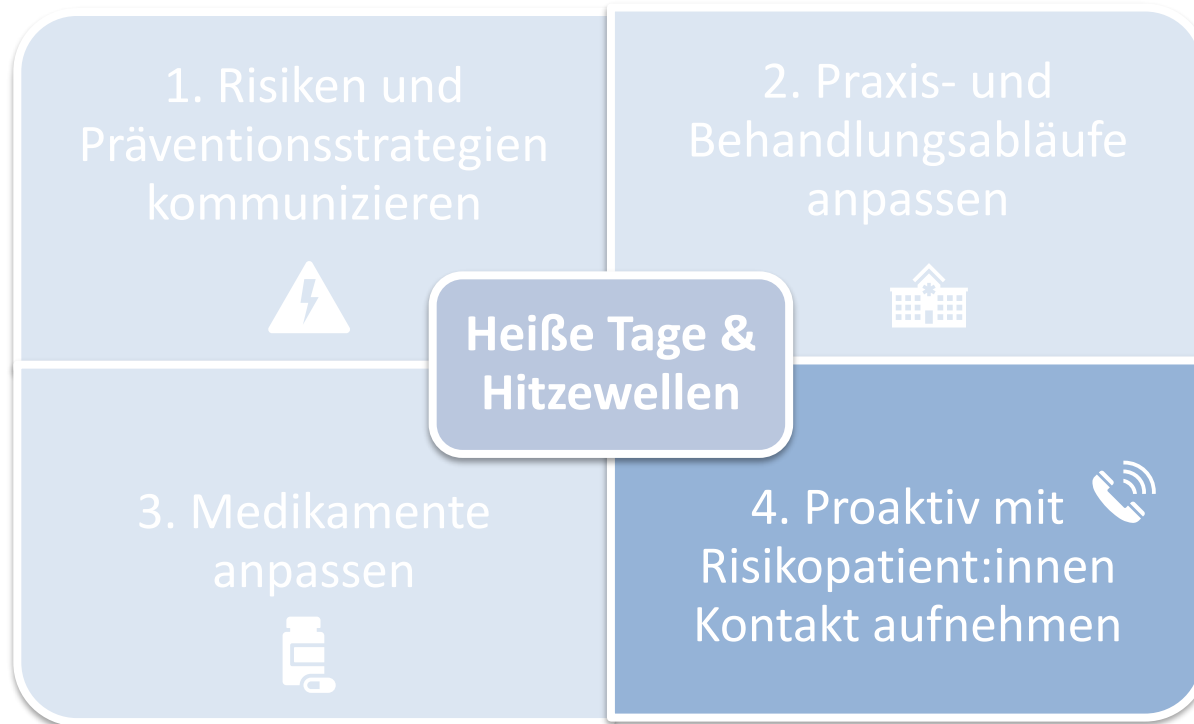 1. Risiken und
Präventionsstrategien
kommunizieren
2. Praxis- und
Behandlungsabläufe
anpassen
Heiße Tage &
Hitzewellen
3. Medikamente
anpassen
4. Proaktiv mit
Risikopatient:innen
Kontakt aufnehmen